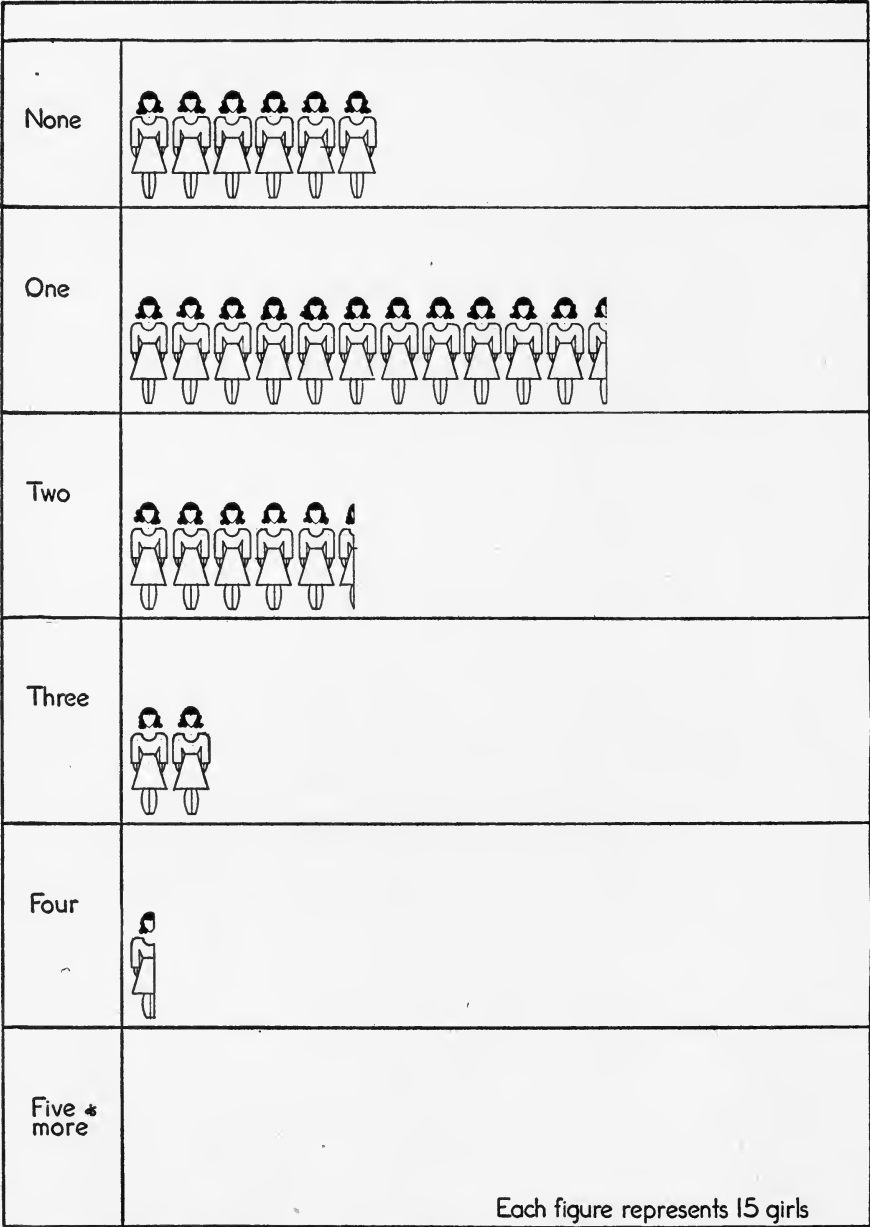 None
One
Two
Three
Four
Five &
more
Each figure represents 15 girls